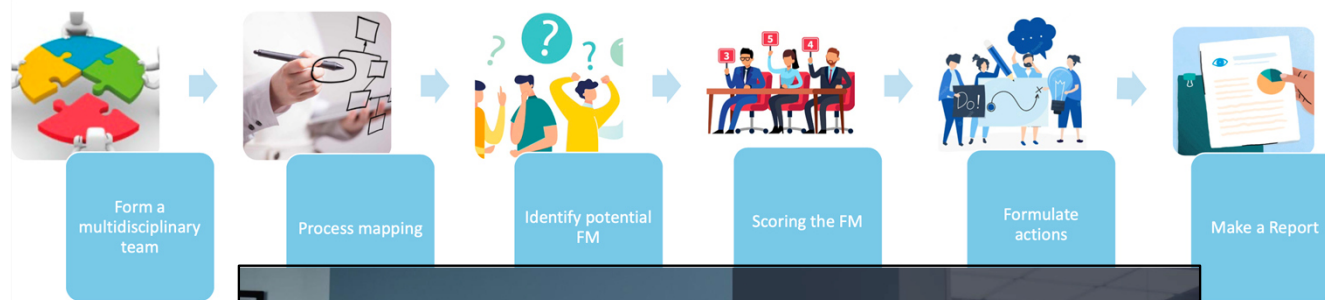 3
5
4
Do!
Form a
multidisciplinary
team
Process mapping
Identify potential
FM
Scoring the FM
Formulate
actions
Make a Report